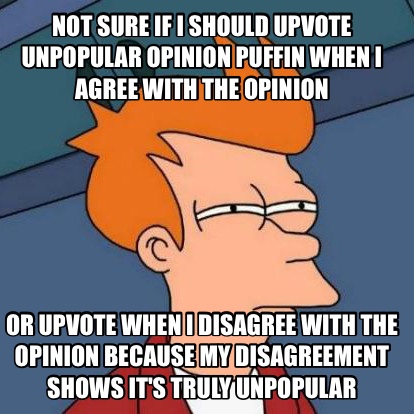 NOT SURE IF I SHOULD UPVOTE
UNPOPULAR OPINION PUFFIN WHEN I
AGREE WITH THE OPINION
OR UPVOTE WHEN I DISAGREE WITH THE
OPINION BECAUSE MY DISAGREEMENT
SHOWS IT'S TRULY UNPOPULAR